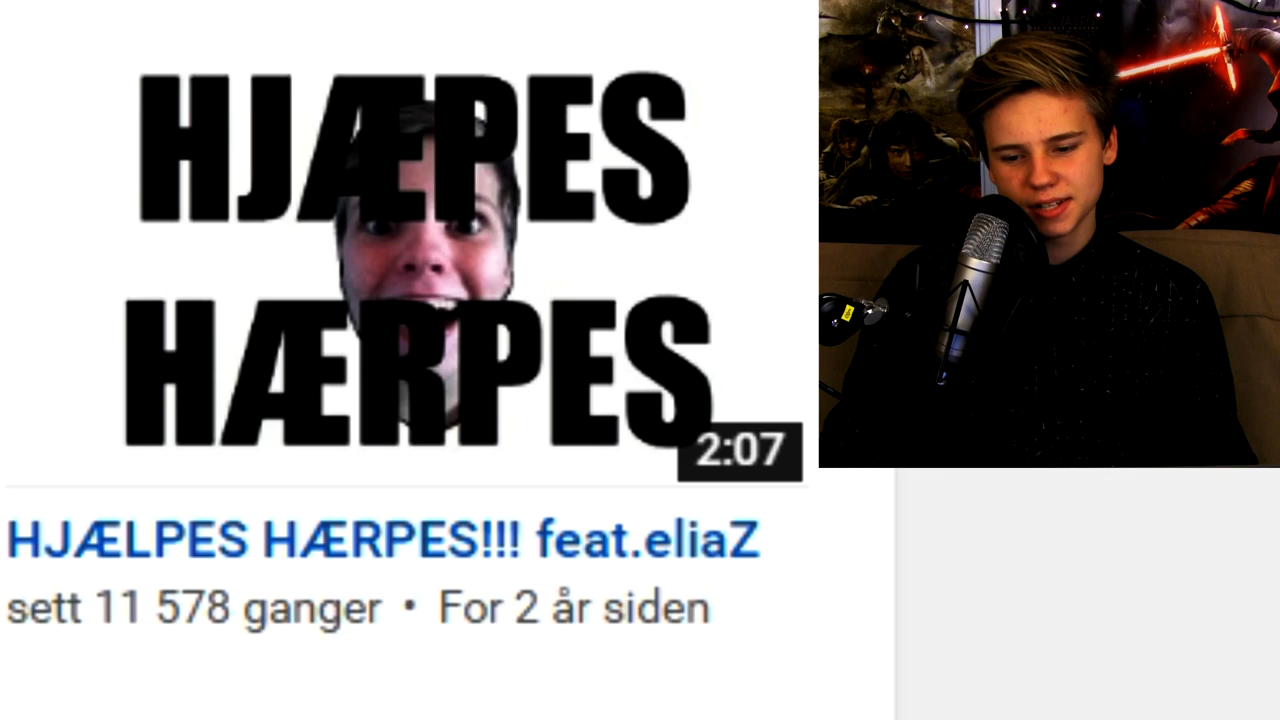 HJÆPES
HÆRPES
2:07
HJÆLPES HÆRPES!!! feat.eliaZ
sett 11 578 ganger • For 2 år siden